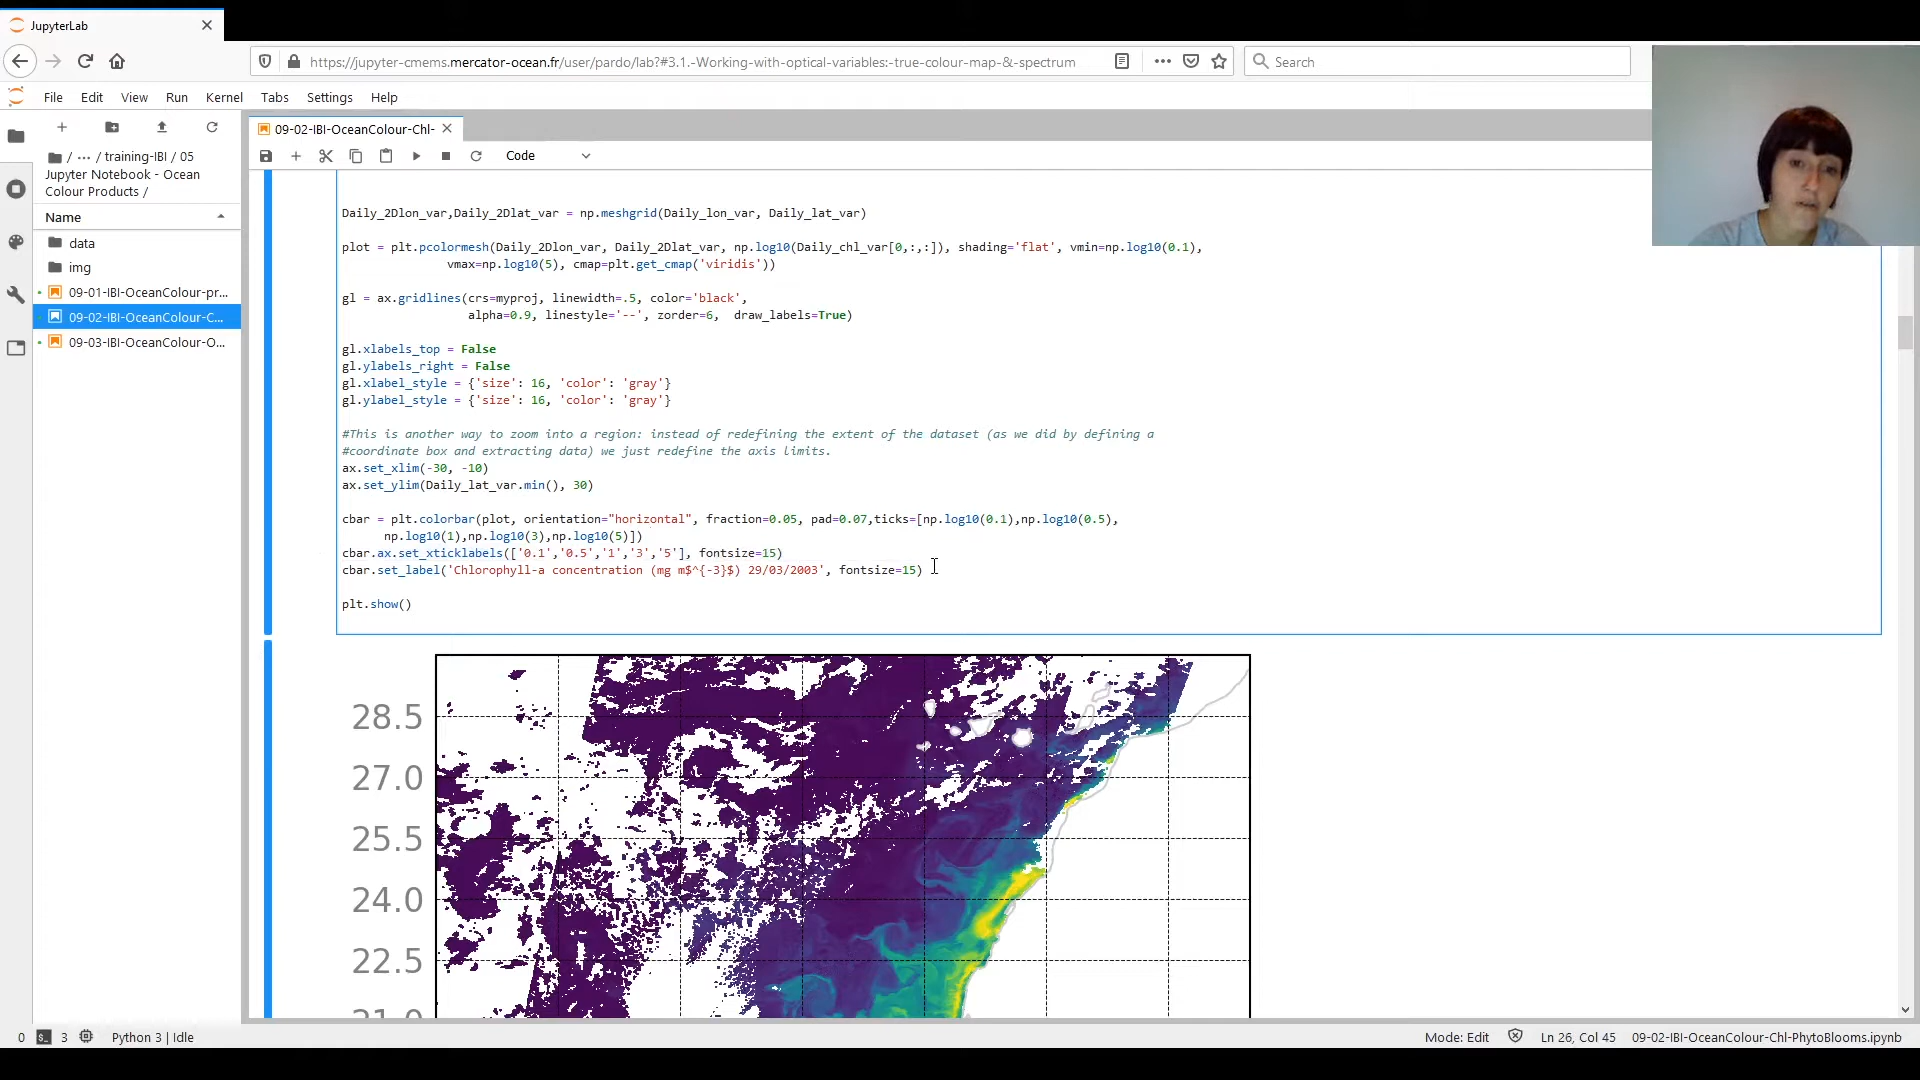 JupyterLab
https://jupyter-cmems.mercator-ocean.fr/user/pardo/lab?#3.1.-Working-with-optical-variables:-true-colour-map-&-spectrum
Search
File Edit View Run Kernel Tabs Settings Help
09-02-IBI-OceanColour-Chl-
/ ··· / training-IBI / 05
Jupyter Notebook - Ocean
Colour Products /
Code
Name
data
img
09-01-IBI-OceanColour-pr...
09-02-IBI-OceanColour-C...
09-03-IBI-OceanColour-O...
Daily_2Dlon_var,Daily_2Dlat_var = np.meshgrid(Daily_lon_var, Daily_lat_var)
plot = plt.pcolormesh(Daily_2Dlon_var, Daily_2Dlat_var, np.log10(Daily_chl_var[0,:,:]), shading='flat', vmin=np.log10(0.1),
vmax=np.log10(5), cmap=plt.get_cmap('viridis'))
gl = ax.gridlines(crs=myproj, linewidth=.5, color='black',
alpha=0.9, linestyle='--', zorder=6, draw_labels=True)
gl.xlabels_top = False
gl.ylabels_right = False
gl.xlabel_style = {'size': 16, 'color': 'gray'}
gl.ylabel_style = {'size': 16, 'color': 'gray'}
#This is another way to zoom into a region: instead of redefining the extent of the dataset (as we did by defining a
#coordinate box and extracting data) we just redefine the axis limits.
ax.set_xlim(-30, -10)
ax.set_ylim(Daily_lat_var.min(), 30)
cbar = plt.colorbar(plot, orientation="horizontal", fraction=0.05, pad=0.07,ticks=[np.log10(0.1),np.log10(0.5),
np.log10(1),np.log10(3),np.log10(5)])
cbar.ax.set_xticklabels(['0.1','0.5','1','3','5'], fontsize=15)
cbar.set_label('Chlorophyll-a concentration (mg m$^{-3}$) 29/03/2003', fontsize=15)
plt.show()
28.5
27.0
25.5
24.0
22.5
21.0
0 3 Python 3 | Idle
Mode: Edit Ln 26, Col 45 09-02-IBI-OceanColour-Chl-PhytoBlooms.ipynb